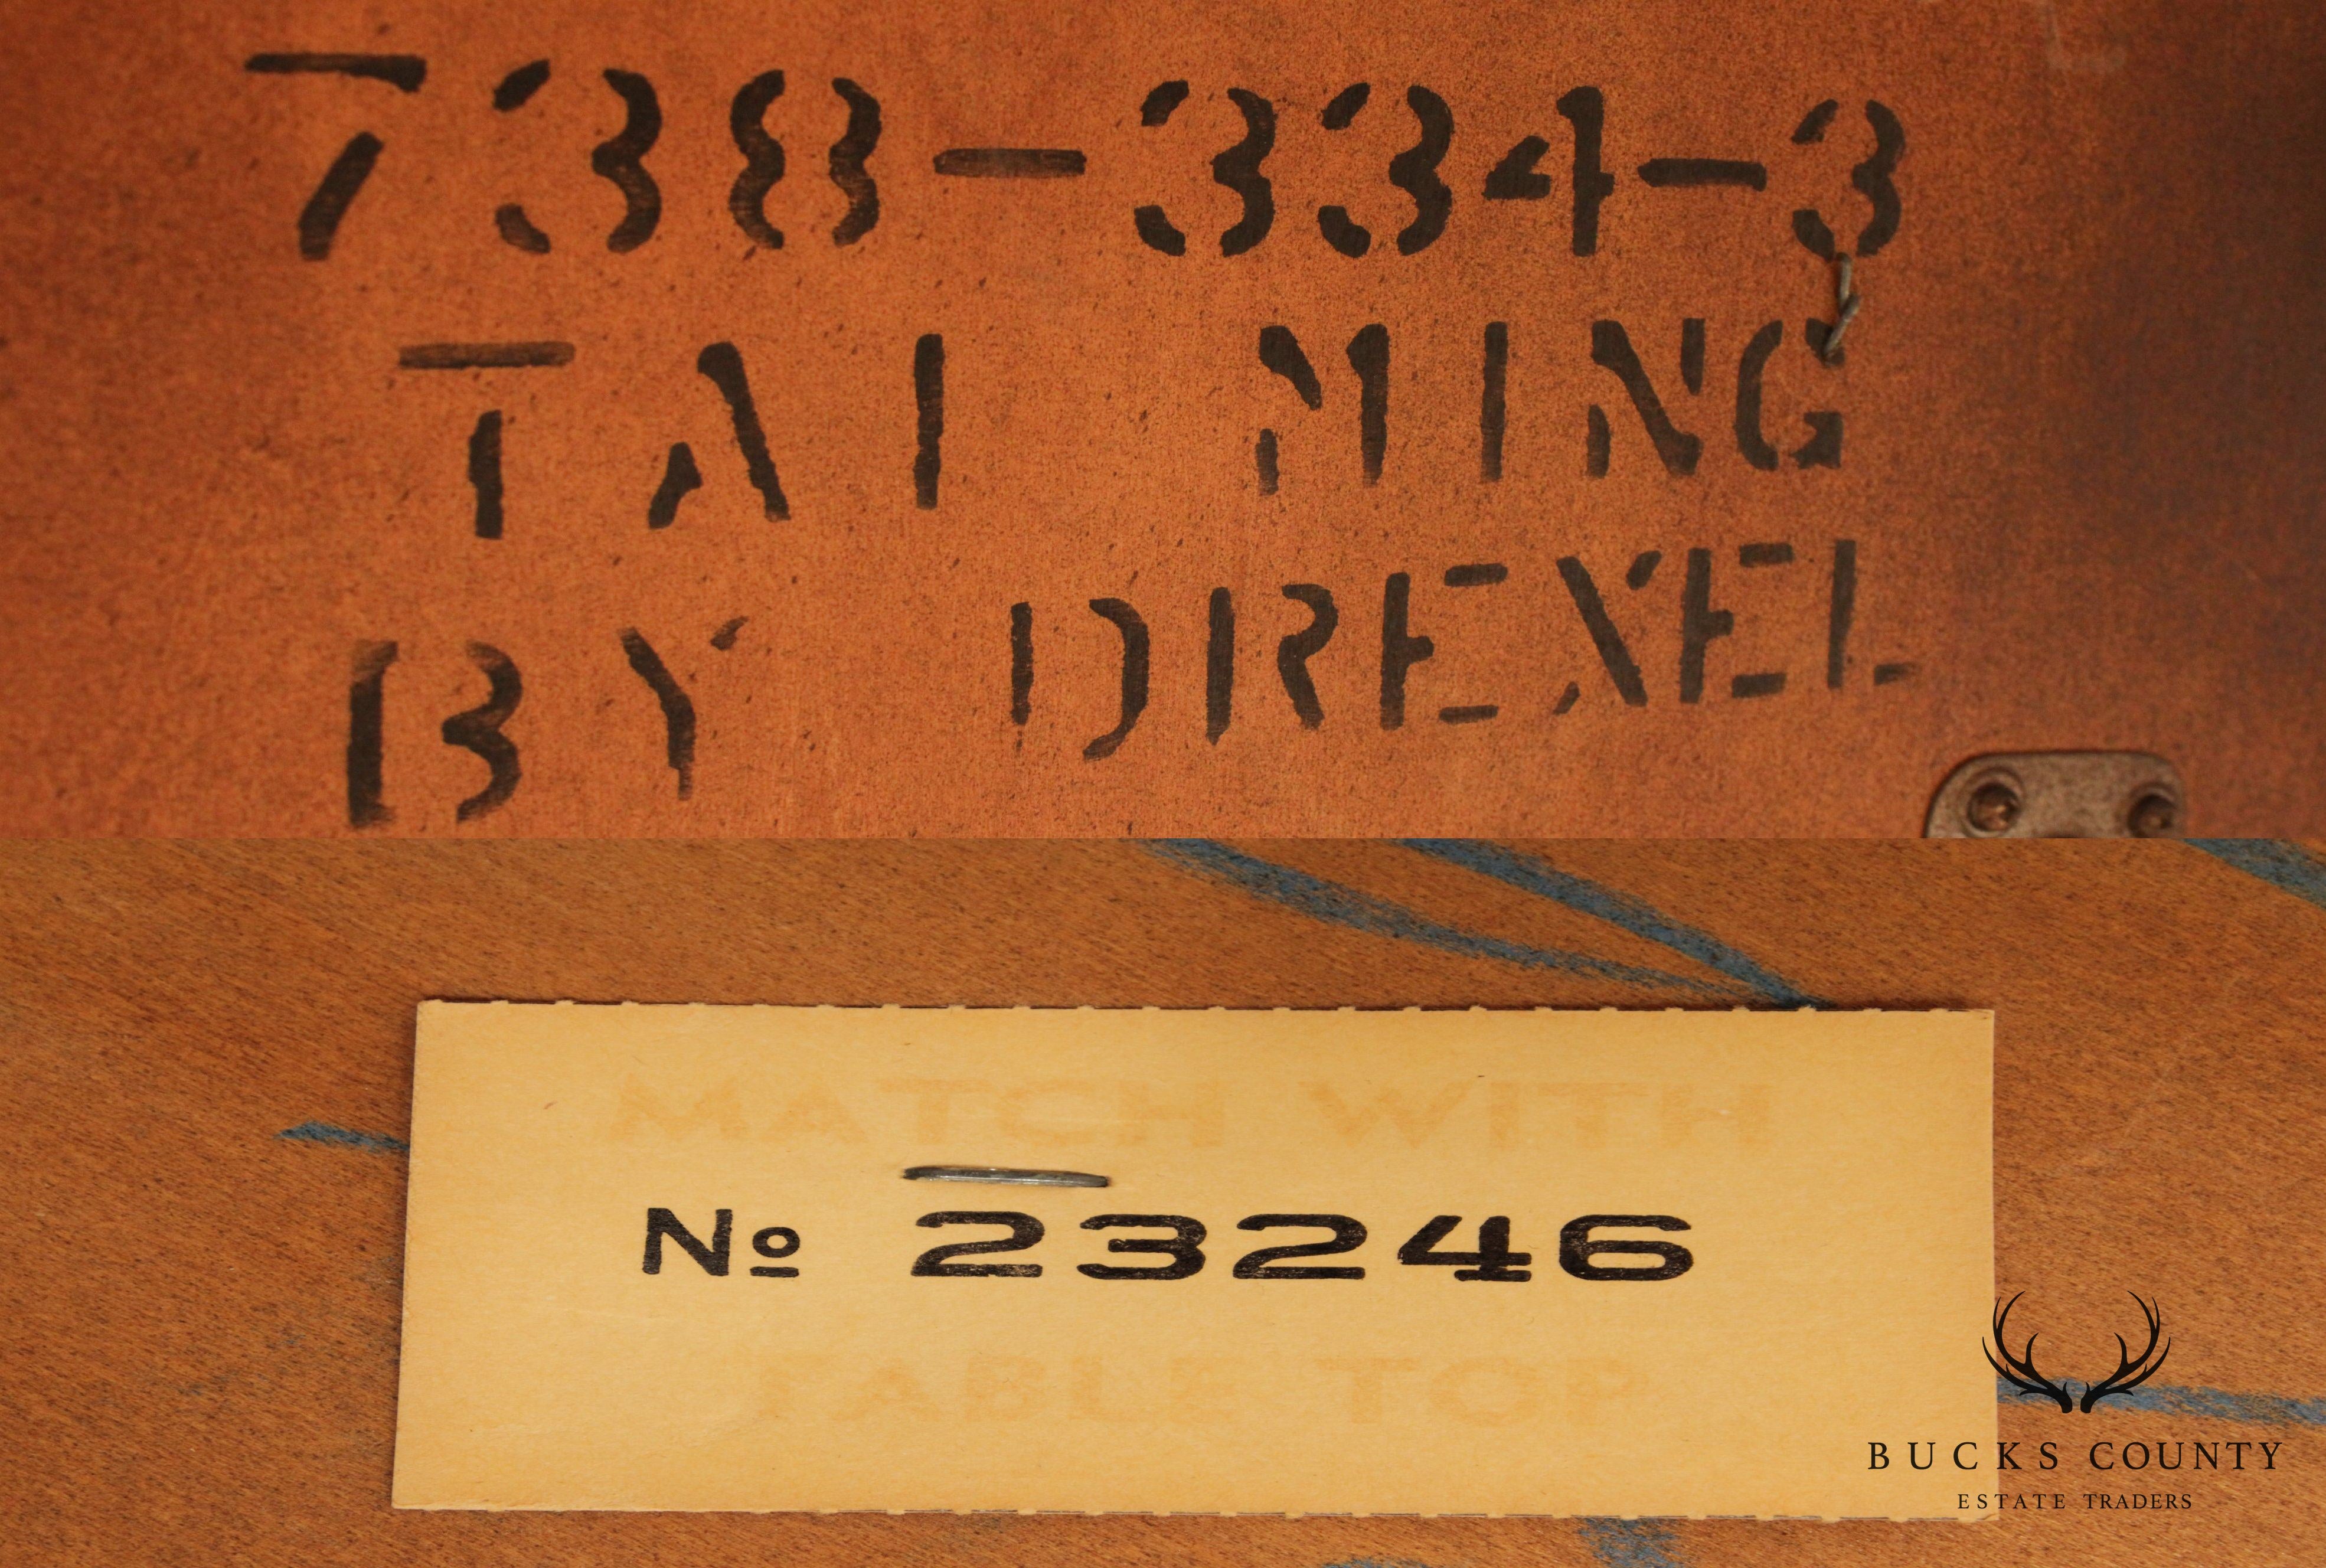 738-334-3
TAI MING
BY DREXEL
MATCH WITH
No 23246
TABLE TOP
BUCKS COUNTY
ESTATE TRADERS